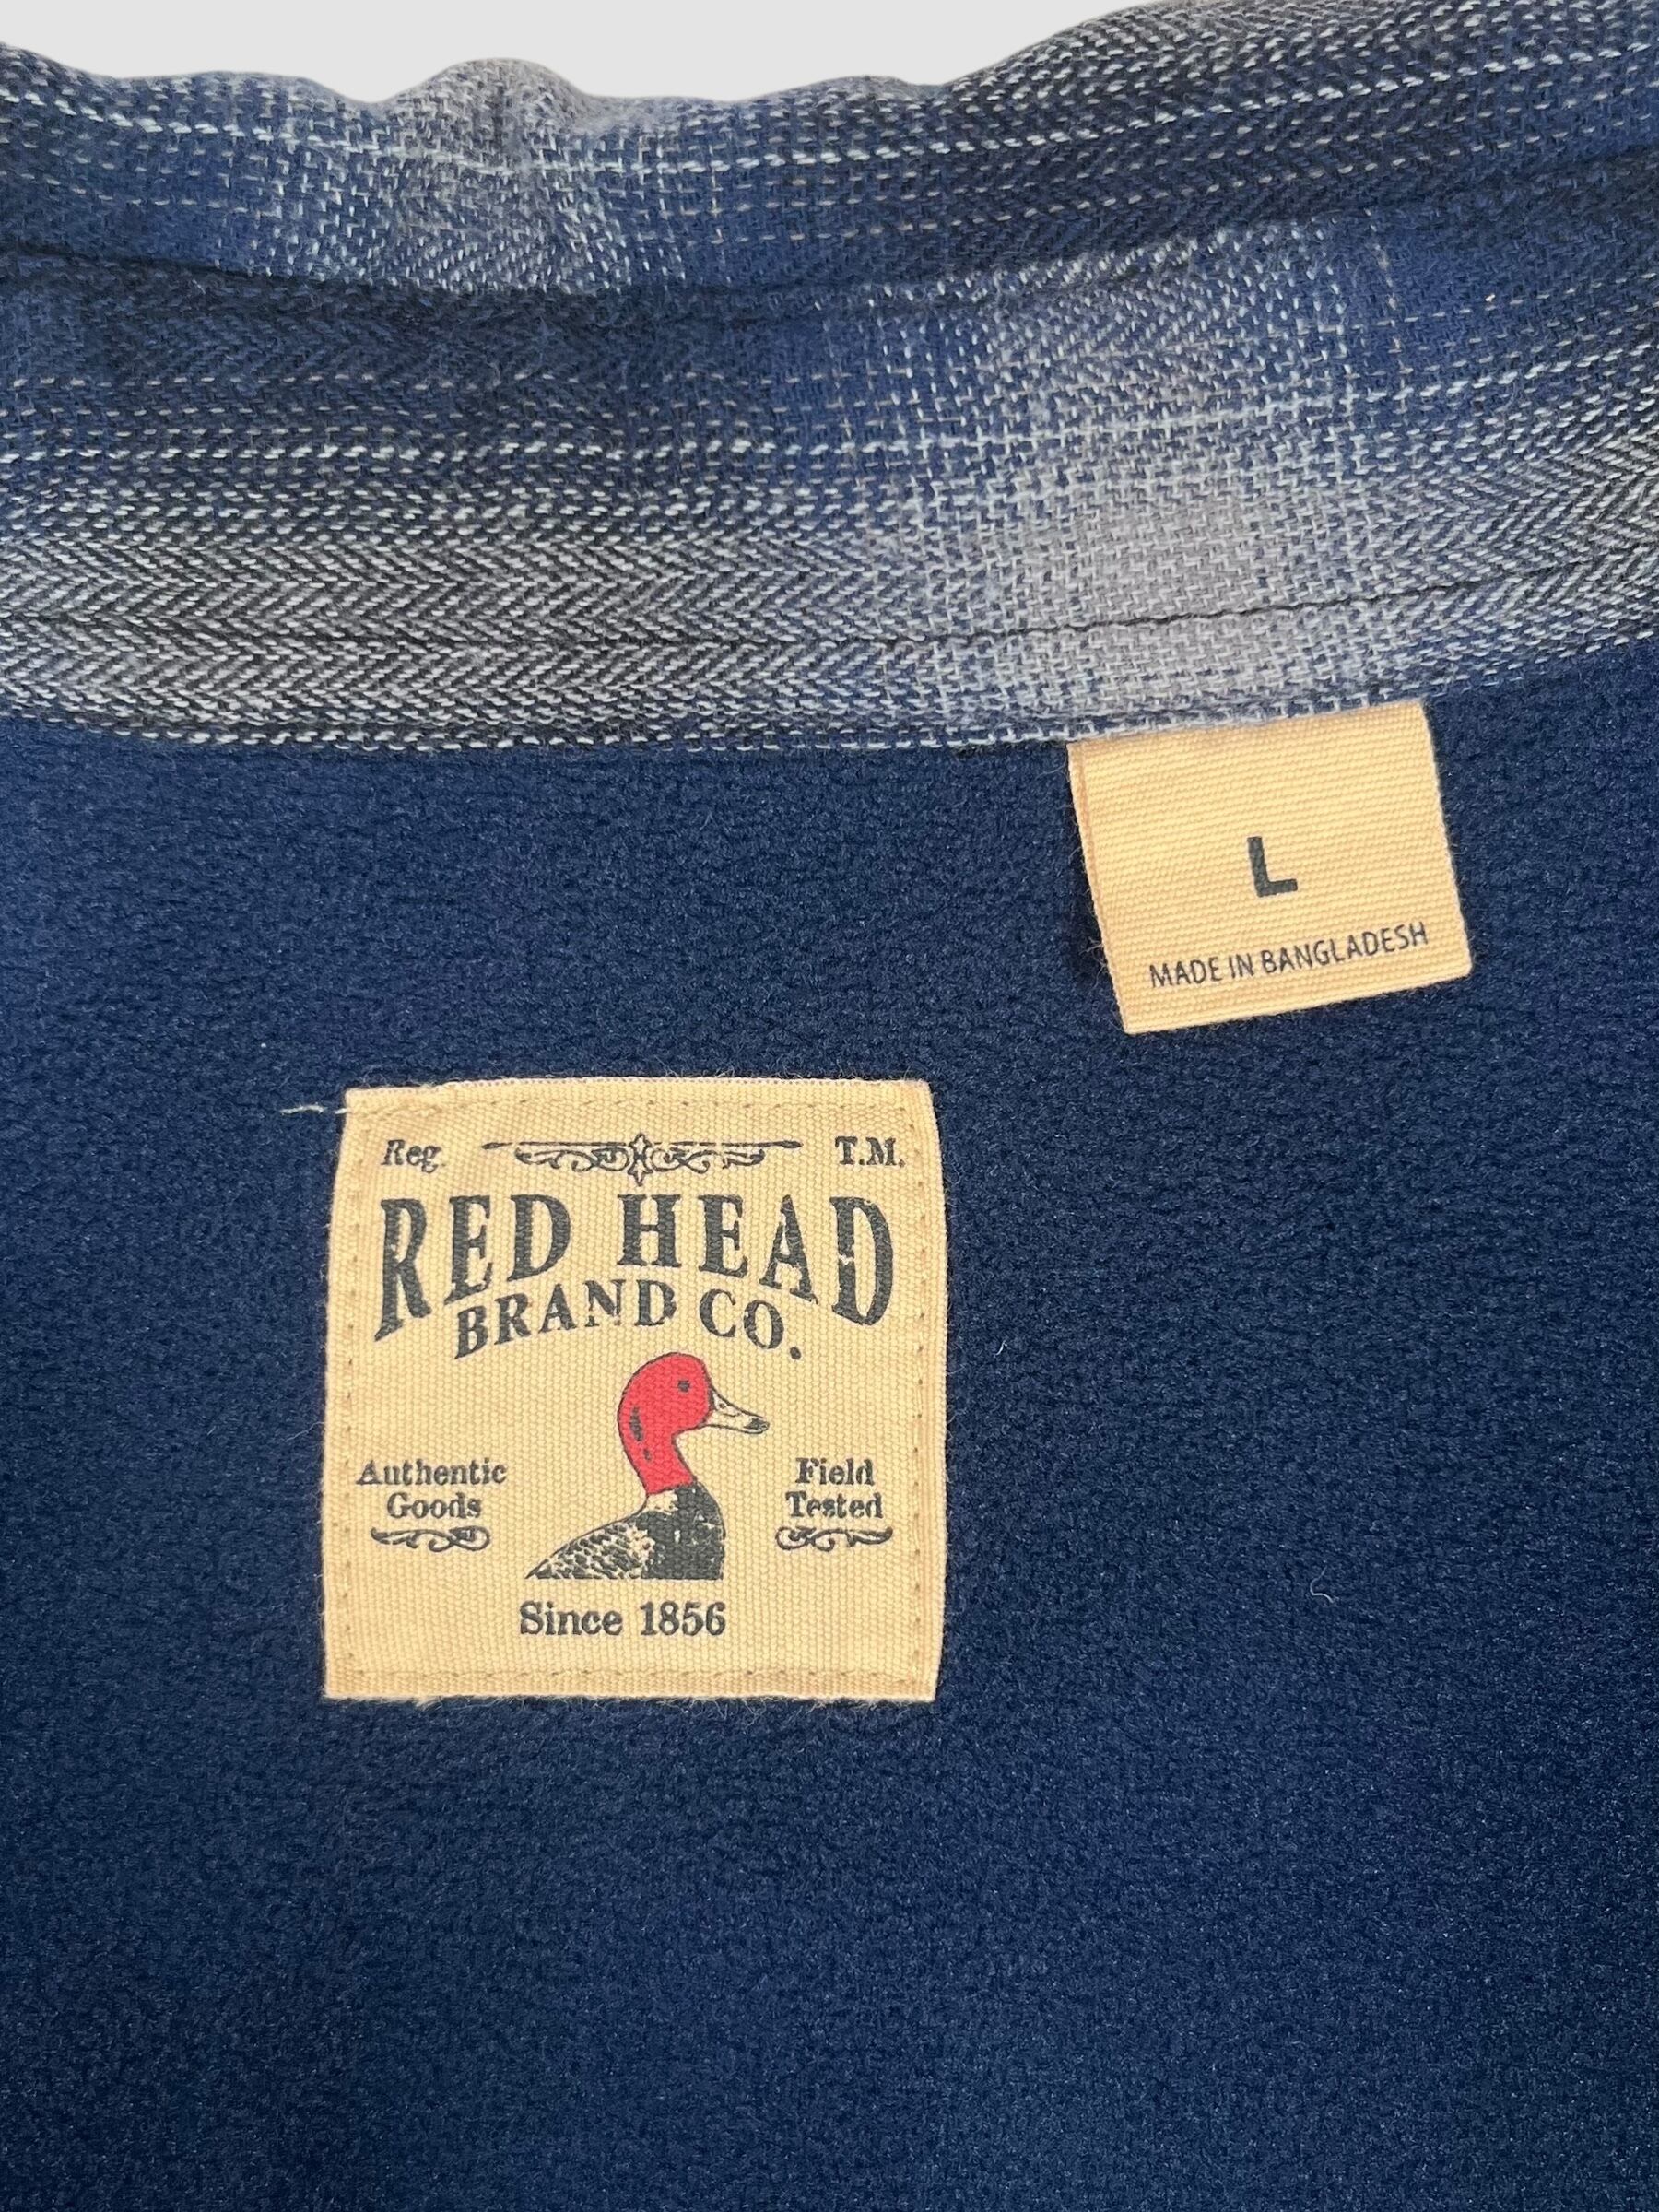 L
MADE IN BANGLADESH
Reg. T.M.
RED HEAD
BRAND CO.
Authentic
Goods
Field
Tested
Since 1856